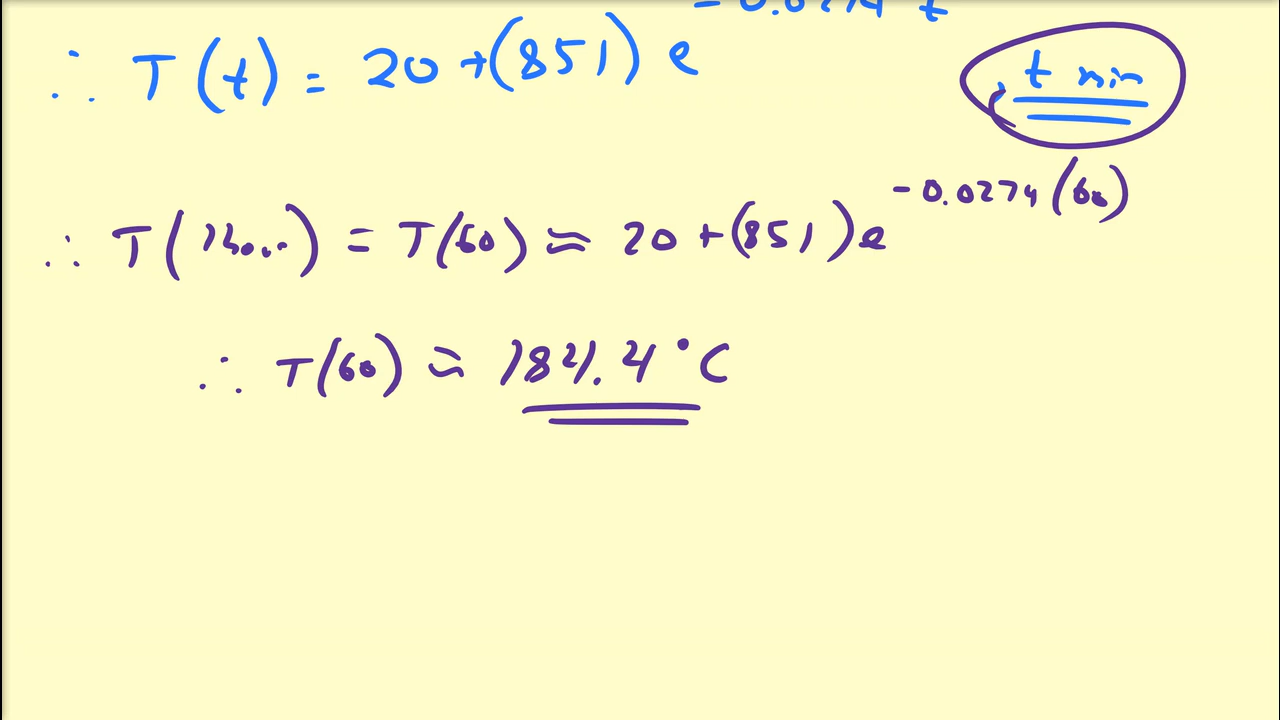 ∴ T(t) = 20 + (851) e^{-0.0274 t} , t min
∴ T(1hour) = T(60) ≈ 20 + (851) e^{-0.0274(60)}
∴ T(60) ≈ 184.4°C